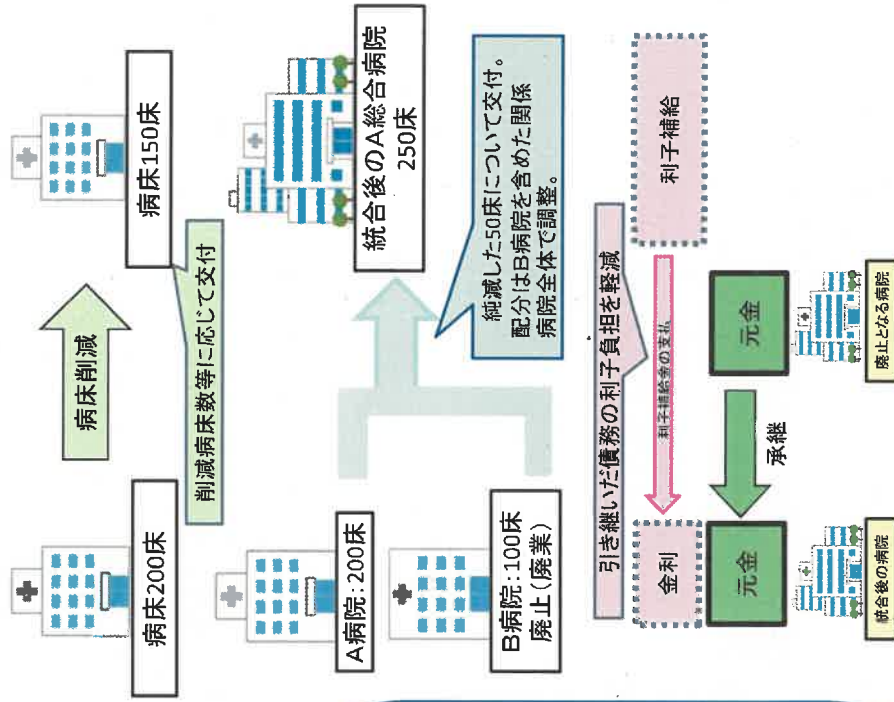 病床200床
病床削減
病床150床
削減病床数等に応じて交付
A病院:200床
B病院:100床
廃止(廃業)
統合後のA総合病院
250床
純減した50床について交付。
配分はB病院を含めた関係
病院全体で調整。
引き継いだ債務の利子負担を軽減
金利
利子補給金の支払
利子補給
元金
承継
元金
統合後の病院
廃止となる病院